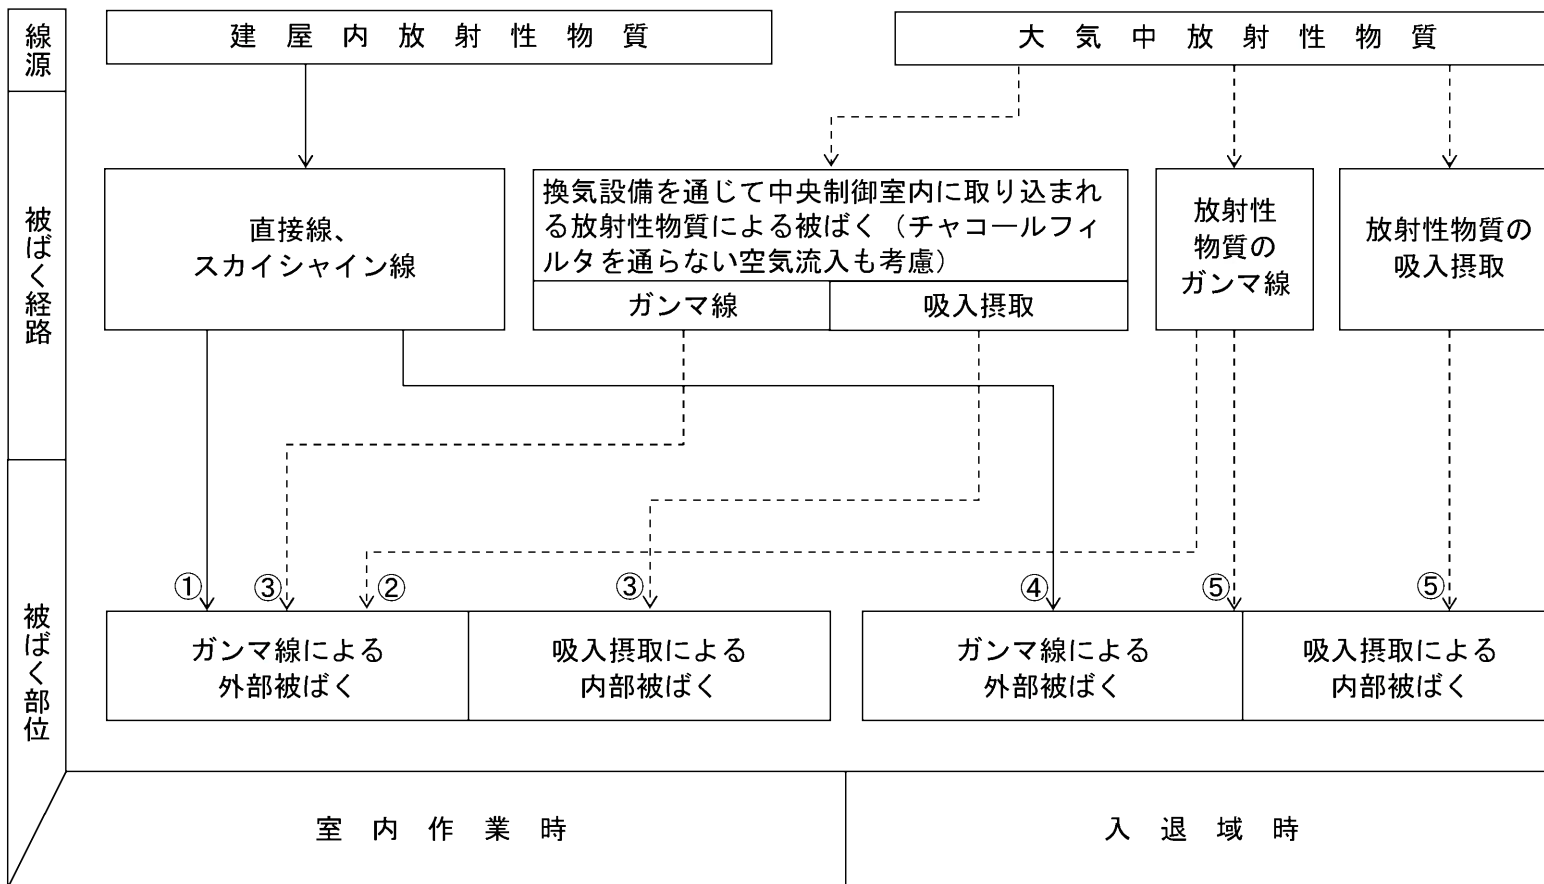 線源
建屋内放射性物質
大気中放射性物質
被ばく経路
直接線、
スカイシャイン線
換気設備を通じて中央制御室内に取り込まれ
る放射性物質による被ばく（チャコールフィ
ルタを通らない空気流入も考慮）
ガンマ線
吸入摂取
放射性
物質の
ガンマ線
放射性物質の
吸入摂取
被ばく部位
①
③
②
③
④
⑤
⑤
ガンマ線による
外部被ばく
吸入摂取による
内部被ばく
ガンマ線による
外部被ばく
吸入摂取による
内部被ばく
室内作業時
入退域時